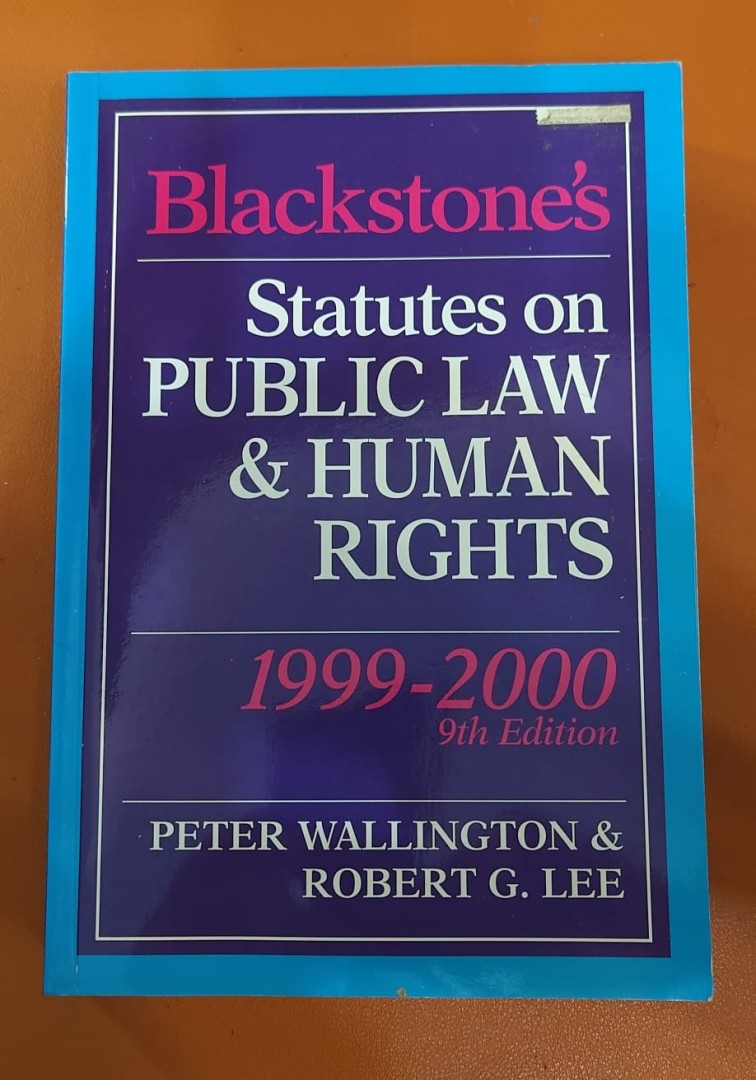 Blackstone's
Statutes on
PUBLIC LAW
& HUMAN
RIGHTS
1999-2000
9th Edition
PETER WALLINGTON &
ROBERT G. LEE